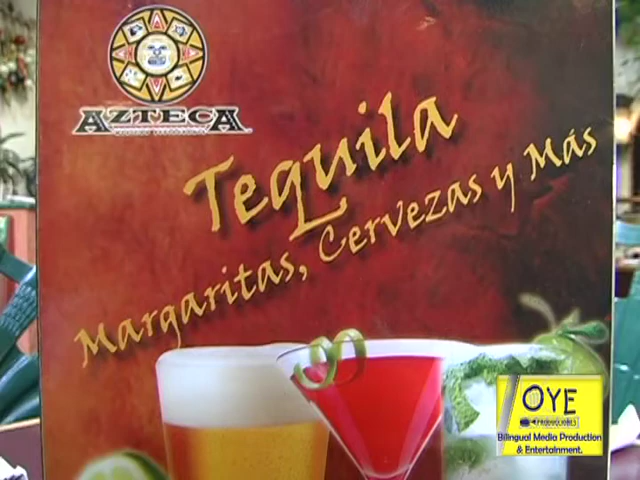 AZTECA
Tequila
Margaritas, Cervezas y Más
OYE
Bilingual Media Production
& Entertainment.